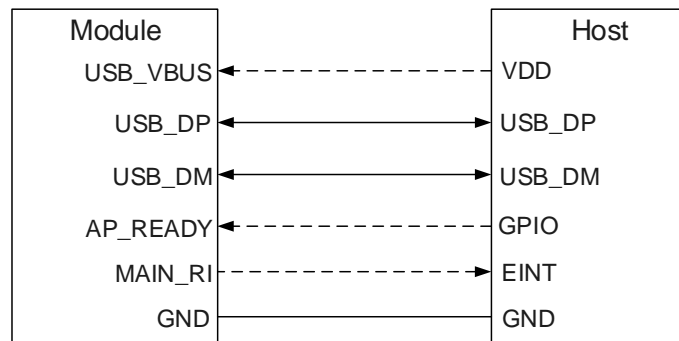 Module Host
USB_VBUS VDD
USB_DP USB_DP
USB_DM USB_DM
AP_READY GPIO
MAIN_RI EINT
GND GND